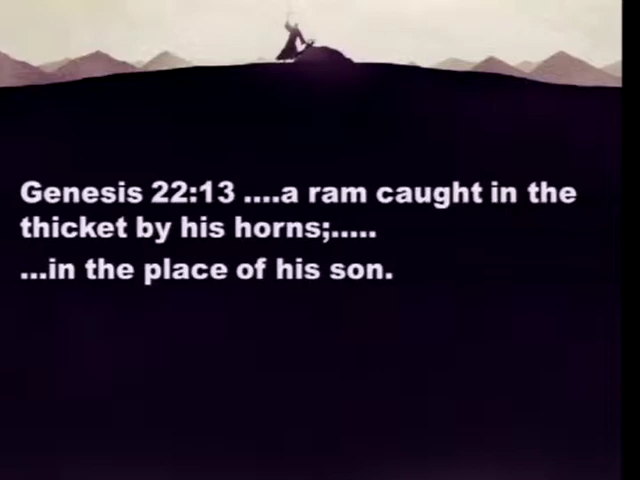 Genesis 22:13 ....a ram caught in the
thicket by his horns;.....
...in the place of his son.